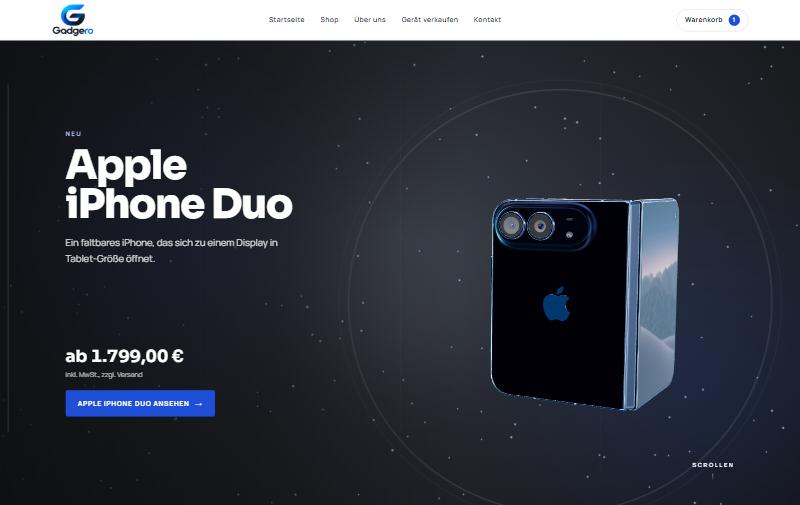 Gadgero
Startseite
Shop
Über uns
Gerät verkaufen
Kontakt
Warenkorb 1
NEU
Apple
iPhone Duo
Ein faltbares iPhone, das sich zu einem Display in
Tablet-Größe öffnet.
ab 1.799,00 €
inkl. MwSt., zzgl. Versand
APPLE IPHONE DUO ANSEHEN →
SCROLLEN